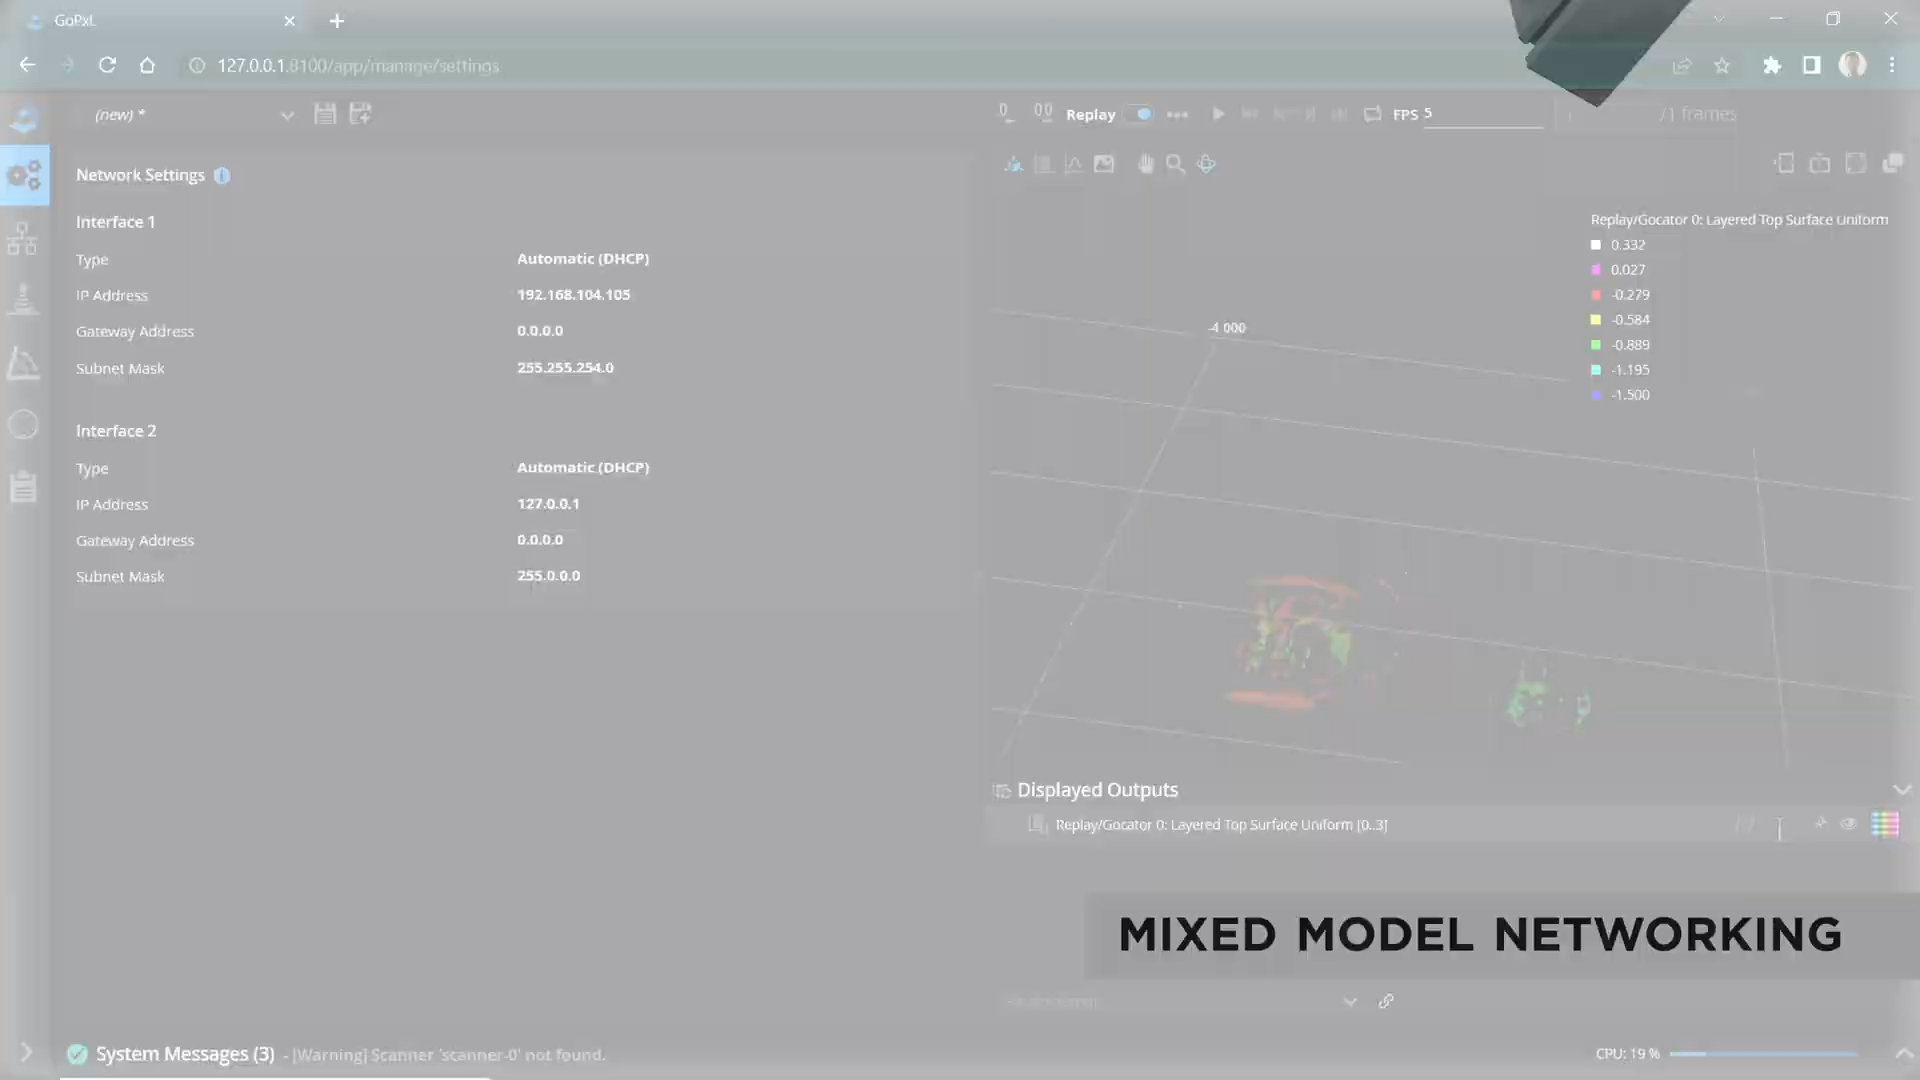 GoPxL
127.0.0.1:8100/app/manage/settings
(new) *
Replay
FPS 5
/1 frames
Network Settings
Interface 1
Type Automatic (DHCP)
IP Address 192.168.104.105
Gateway Address 0.0.0.0
Subnet Mask 255.255.254.0
Interface 2
Type Automatic (DHCP)
IP Address 127.0.0.1
Gateway Address 0.0.0.0
Subnet Mask 255.0.0.0
Replay/Gocator 0: Layered Top Surface Uniform
0.332
0.027
-0.279
-0.584
-0.889
-1.195
-1.500
-4 000
Displayed Outputs
Replay/Gocator 0: Layered Top Surface Uniform [0..3]
MIXED MODEL NETWORKING
System Messages (3) - [Warning] Scanner 'scanner-0' not found.
CPU: 19 %